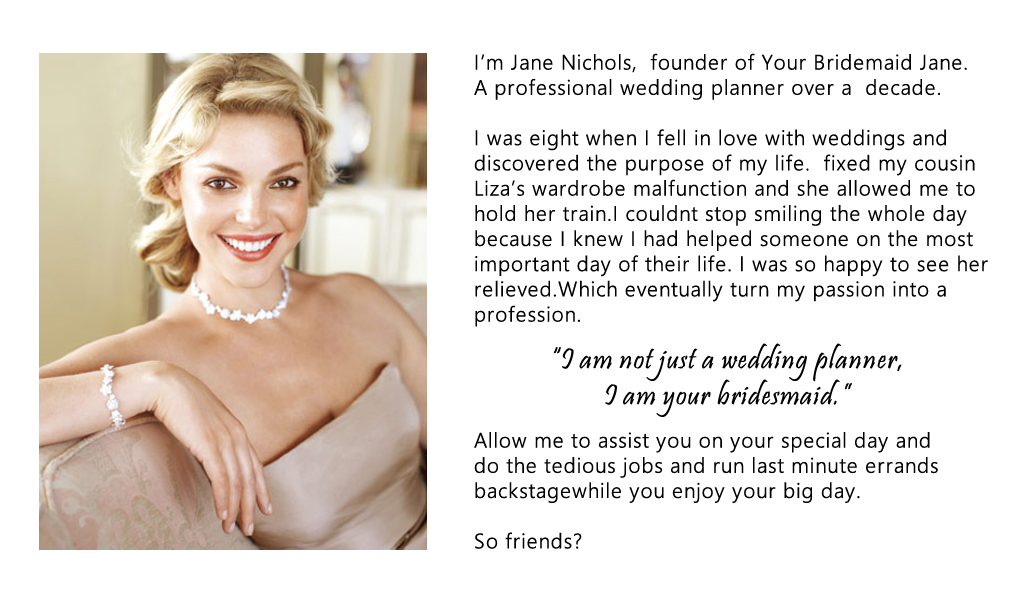 I'm Jane Nichols,  founder of Your Bridemaid Jane.
A professional wedding planner over a  decade.
I was eight when I fell in love with weddings and
discovered the purpose of my life.  fixed my cousin
Liza's wardrobe malfunction and she allowed me to
hold her train.I couldnt stop smiling the whole day
because I knew I had helped someone on the most
important day of their life. I was so happy to see her
relieved.Which eventually turn my passion into a
profession.
"I am not just a wedding planner,
I am your bridesmaid."
Allow me to assist you on your special day and
do the tedious jobs and run last minute errands
backstagewhile you enjoy your big day.
So friends?